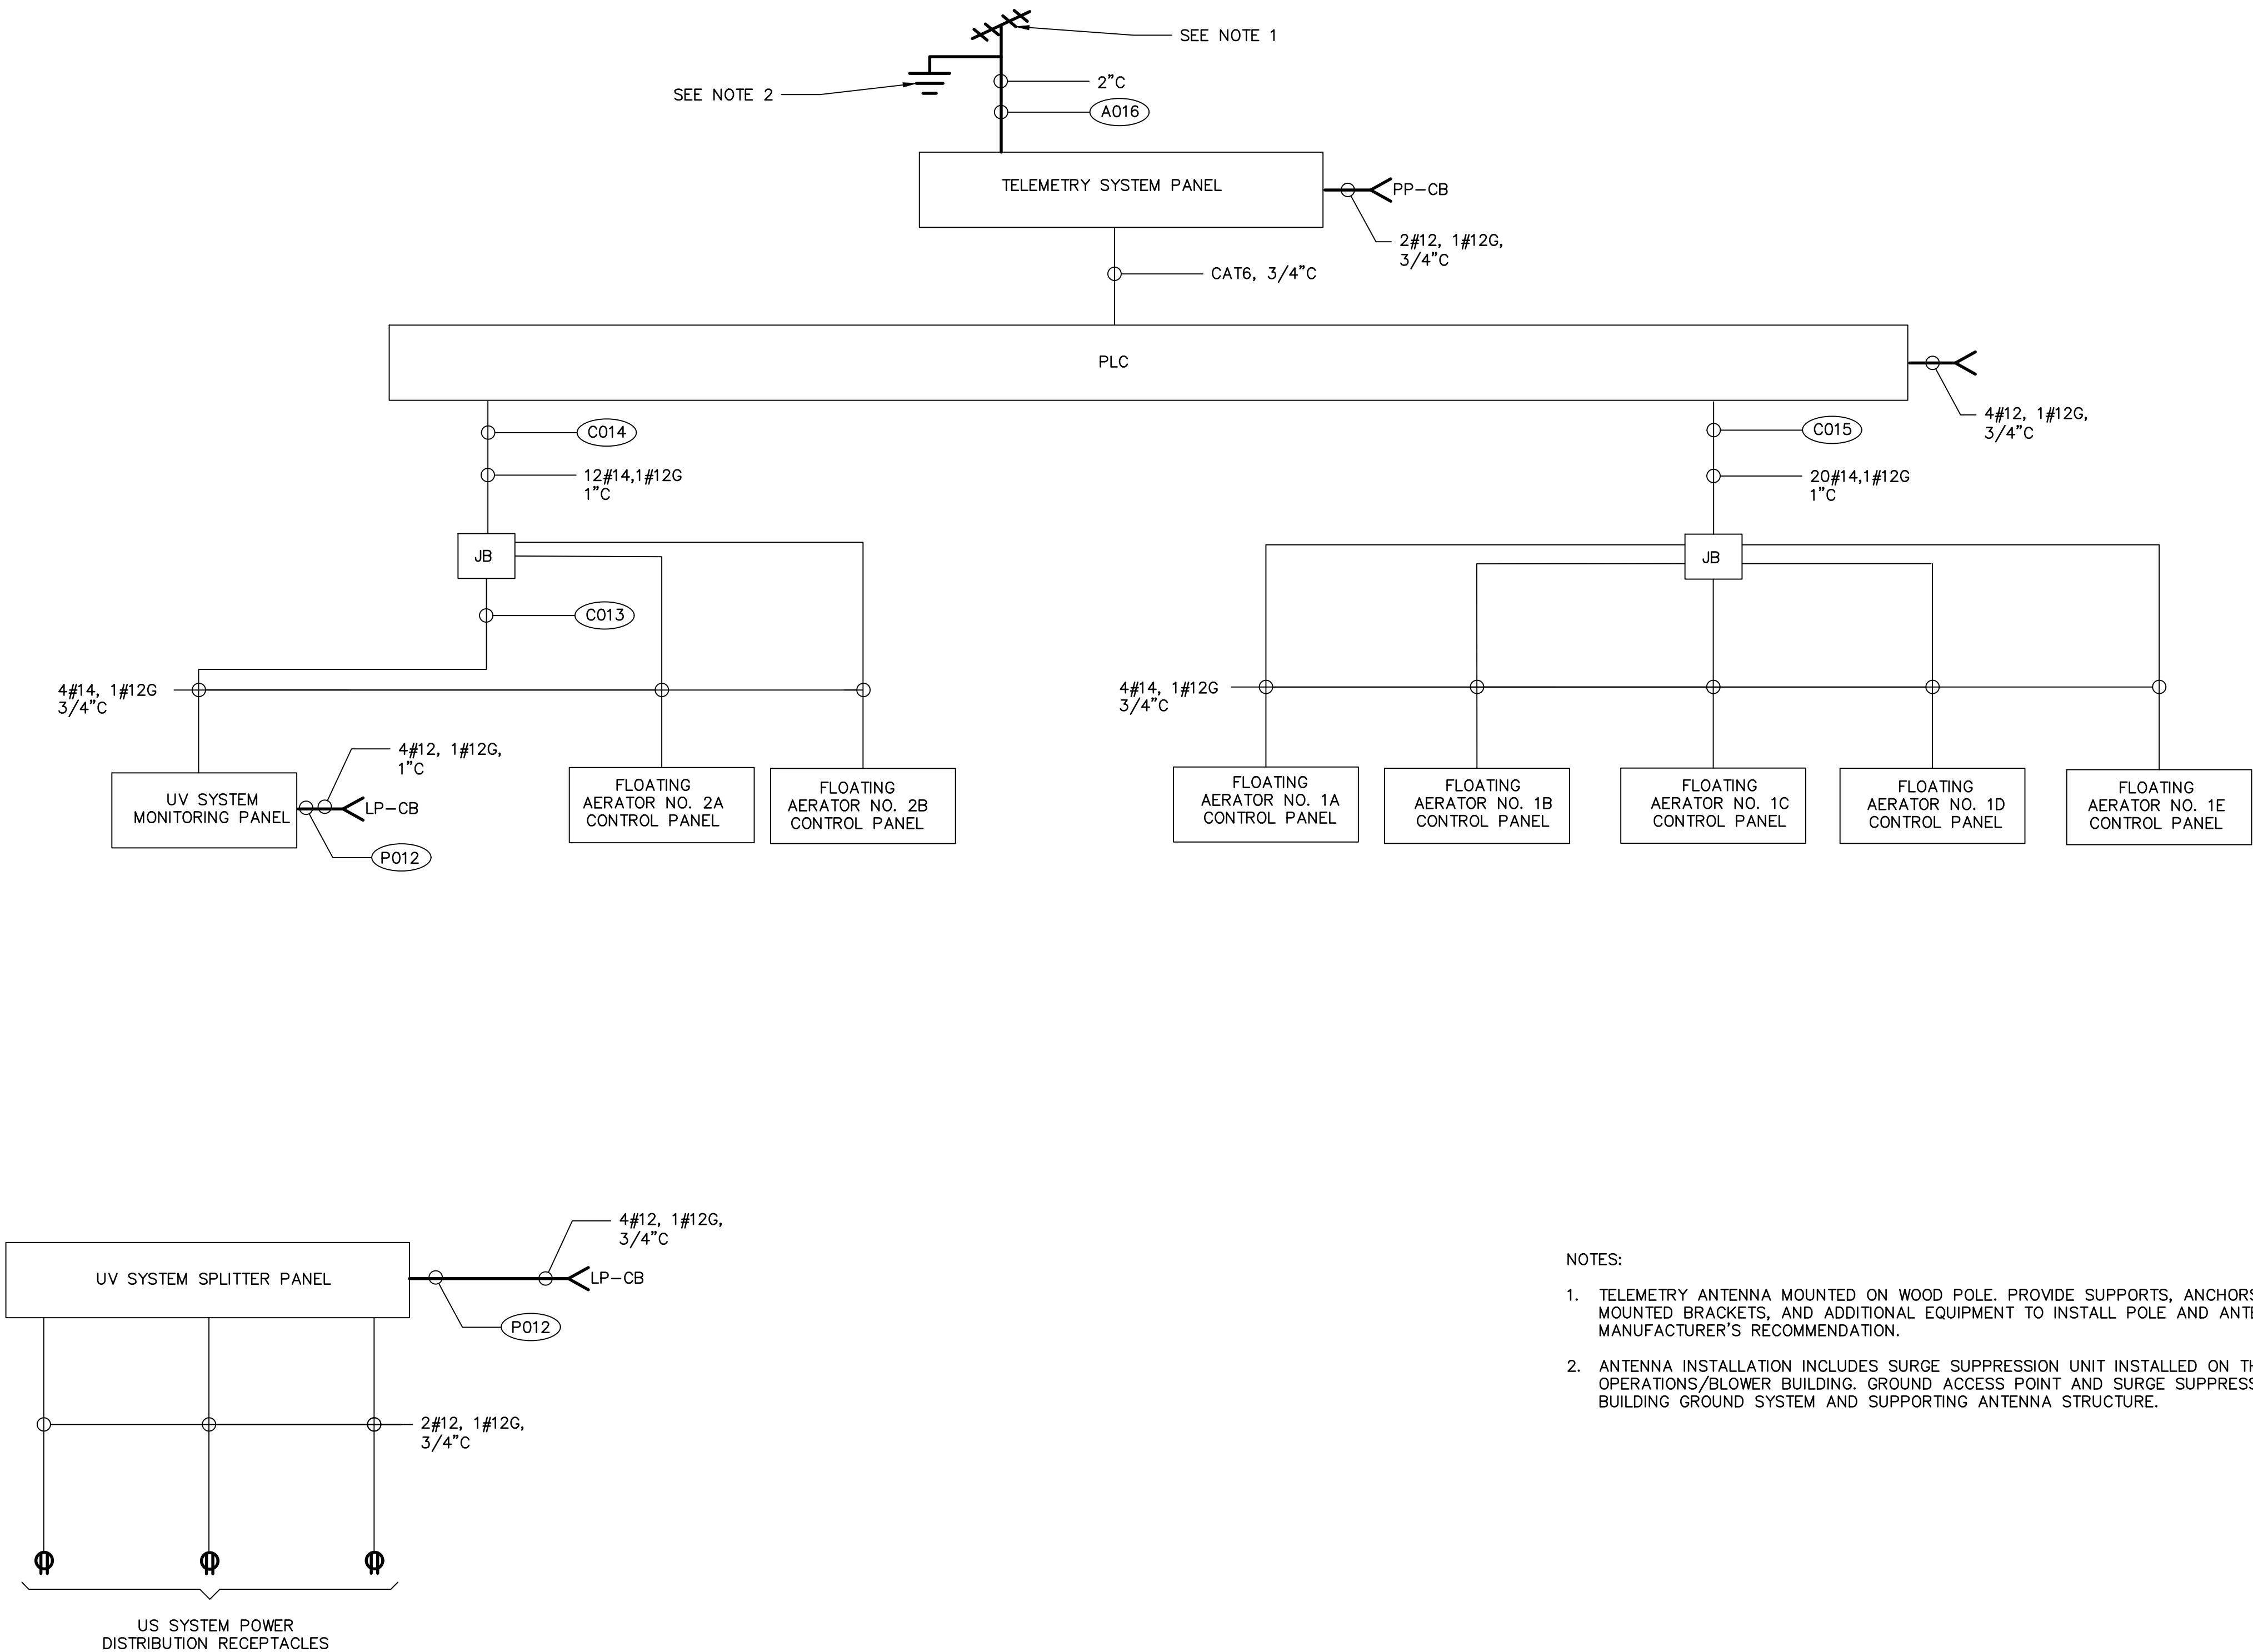 SEE NOTE 1
SEE NOTE 2
2"C
A016
TELEMETRY SYSTEM PANEL
PP-CB
2#12, 1#12G,
3/4"C
CAT6, 3/4"C
PLC
4#12, 1#12G,
3/4"C
C014
12#14,1#12G
1"C
C015
20#14,1#12G
1"C
JB
JB
C013
4#14, 1#12G
3/4"C
4#14, 1#12G
3/4"C
4#12, 1#12G,
1"C
UV SYSTEM
MONITORING PANEL
LP-CB
P012
FLOATING
AERATOR NO. 2A
CONTROL PANEL
FLOATING
AERATOR NO. 2B
CONTROL PANEL
FLOATING
AERATOR NO. 1A
CONTROL PANEL
FLOATING
AERATOR NO. 1B
CONTROL PANEL
FLOATING
AERATOR NO. 1C
CONTROL PANEL
FLOATING
AERATOR NO. 1D
CONTROL PANEL
FLOATING
AERATOR NO. 1E
CONTROL PANEL
4#12, 1#12G,
3/4"C
UV SYSTEM SPLITTER PANEL
LP-CB
P012
2#12, 1#12G,
3/4"C
US SYSTEM POWER
DISTRIBUTION RECEPTACLES
NOTES:
1. TELEMETRY ANTENNA MOUNTED ON WOOD POLE. PROVIDE SUPPORTS,
MOUNTED BRACKETS, AND ADDITIONAL EQUIPMENT TO INSTALL POLE AND
MANUFACTURER'S RECOMMENDATION.
2. ANTENNA INSTALLATION INCLUDES SURGE SUPPRESSION UNIT INSTALLED ON
OPERATIONS/BLOWER BUILDING. GROUND ACCESS POINT AND SURGE
BUILDING GROUND SYSTEM AND SUPPORTING ANTENNA STRUCTURE.